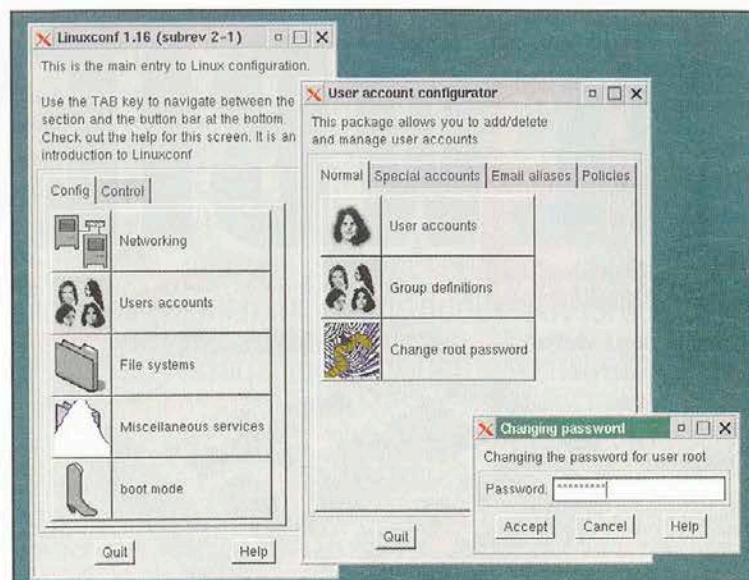 Linuxconf 1.16 (subrev 2-1)
This is the main entry to Linux configuration.
Use the TAB key to navigate between the
section and the button bar at the bottom.
Check out the help for this screen. It is an
introduction to Linuxconf
Config
Control
Networking
Users accounts
File systems
Miscellaneous services
boot mode
Quit
Help
User account configurator
This package allows you to add/delete
and manage user accounts
Normal
Special accounts
Email aliases
Policies
User accounts
Group definitions
Change root password
Quit
Changing password
Changing the password for user root
Password: *********
Accept
Cancel
Help